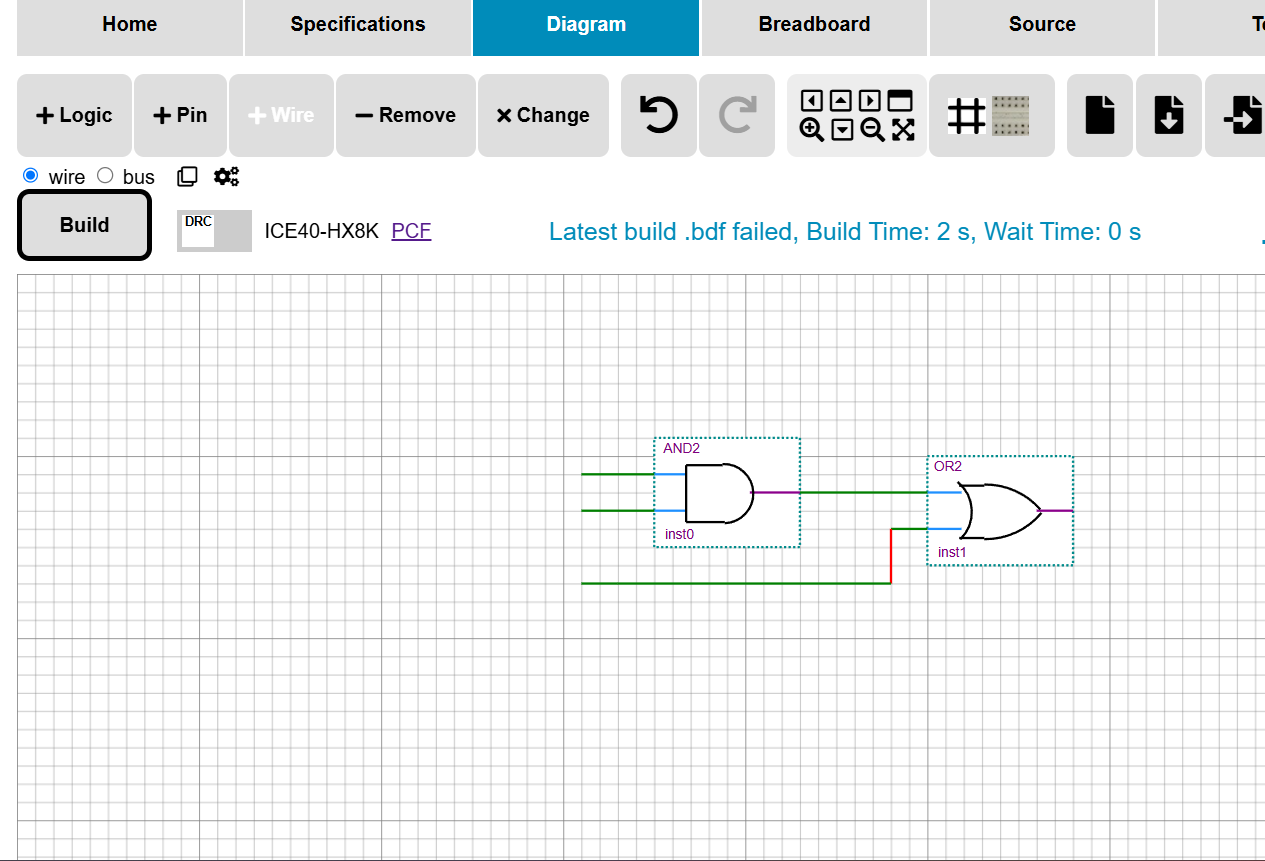 Home Specifications Diagram Breadboard Source
+ Logic + Pin + Wire − Remove × Change
wire bus
Build DRC ICE40-HX8K PCF Latest build .bdf failed, Build Time: 2 s, Wait Time: 0 s
AND2
OR2
inst0
inst1